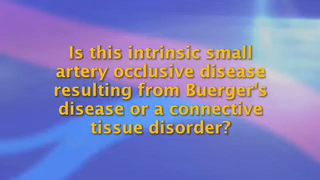 Is this intrinsic small
artery occlusive disease
resulting from Buerger's
disease or a connective
tissue disorder?